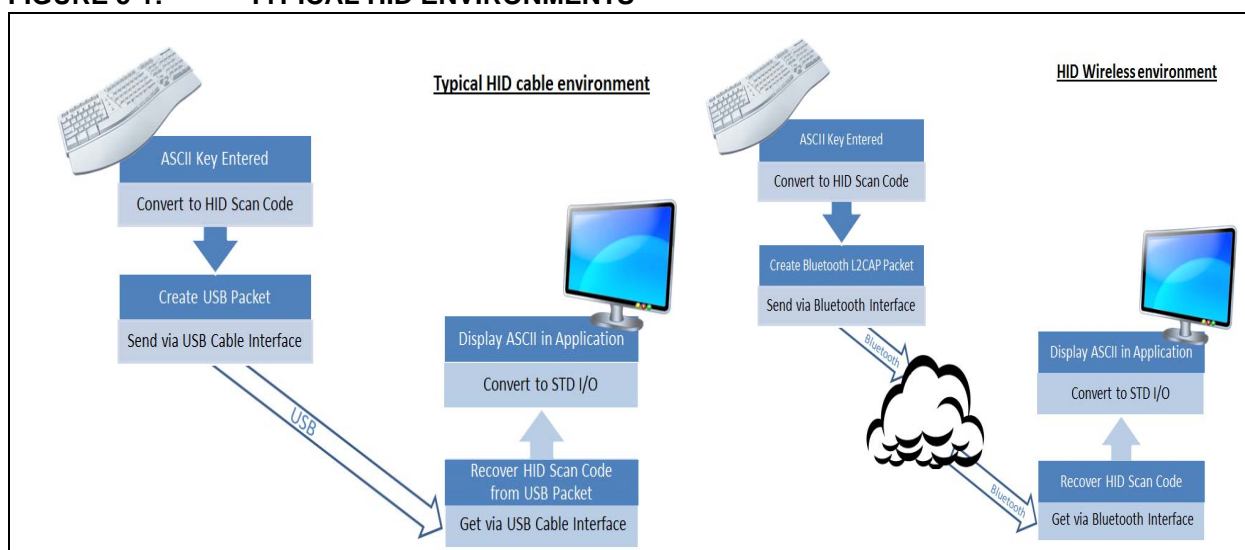 Typical HID cable environment
ASCII Key Entered
Convert to HID Scan Code
Create USB Packet
Send via USB Cable Interface
USB
Display ASCII in Application
Convert to STD I/O
Recover HID Scan Code
from USB Packet
Get via USB Cable Interface
HID Wireless environment
ASCII Key Entered
Convert to HID Scan Code
Create Bluetooth L2CAP Packet
Send via Bluetooth Interface
Bluetooth
Bluetooth
Display ASCII in Application
Convert to STD I/O
Recover HID Scan Code
Get via Bluetooth Interface